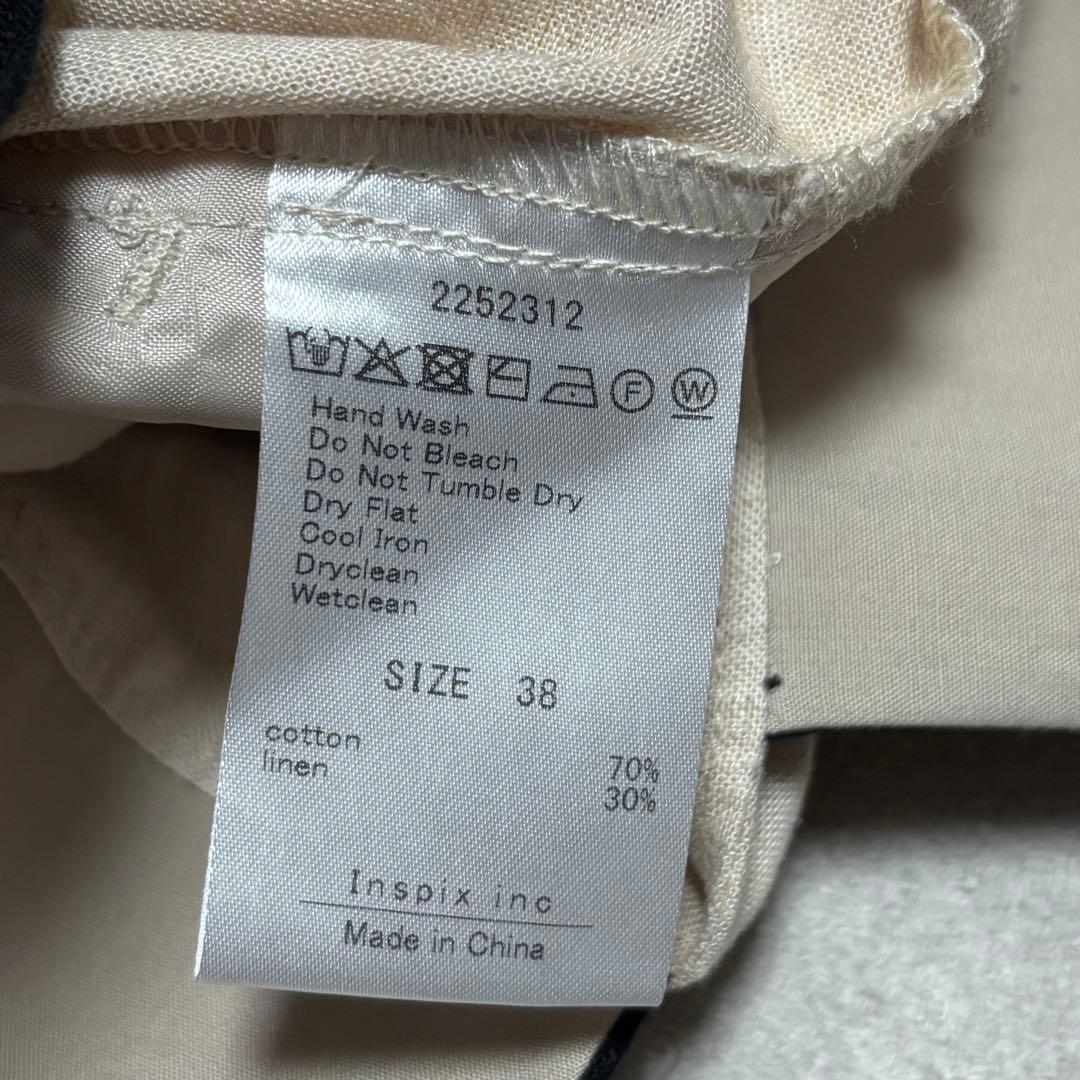 2252312
F W
Hand Wash
Do Not Bleach
Do Not Tumble Dry
Dry Flat
Cool Iron
Dryclean
Wetclean
SIZE 38
cotton 70%
linen 30%
Inspix inc
Made in China